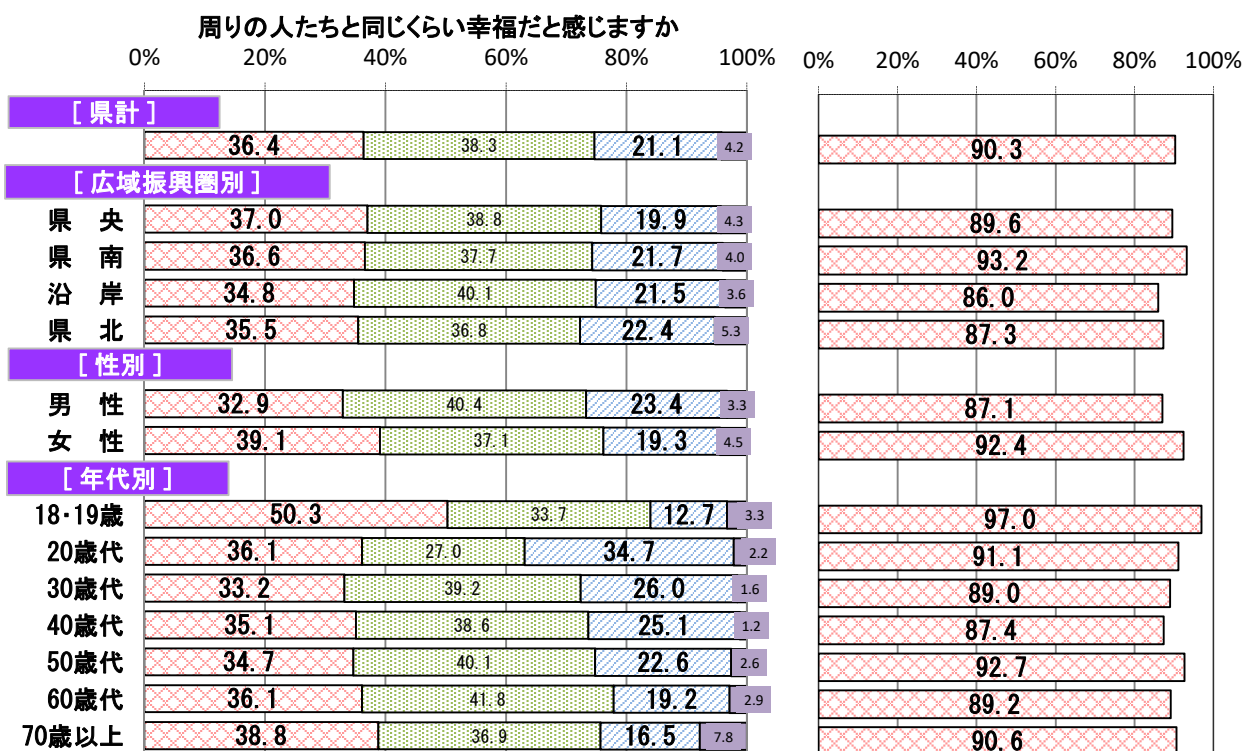 周りの人たちと同じくらい幸福だと感じますか
0% 20% 40% 60% 80% 100% 0% 20% 40% 60% 80% 100%
[ 県計 ]
36.4 38.3 21.1 4.2 90.3
[ 広域振興圏別 ]
県 央 37.0 38.8 19.9 4.3 89.6
県 南 36.6 37.7 21.7 4.0 93.2
沿 岸 34.8 40.1 21.5 3.6 86.0
県 北 35.5 36.8 22.4 5.3 87.3
[ 性別 ]
男 性 32.9 40.4 23.4 3.3 87.1
女 性 39.1 37.1 19.3 4.5 92.4
[ 年代別 ]
18・19歳 50.3 33.7 12.7 3.3 97.0
20歳代 36.1 27.0 34.7 2.2 91.1
30歳代 33.2 39.2 26.0 1.6 89.0
40歳代 35.1 38.6 25.1 1.2 87.4
50歳代 34.7 40.1 22.6 2.6 92.7
60歳代 36.1 41.8 19.2 2.9 89.2
70歳以上 38.8 36.9 16.5 7.8 90.6